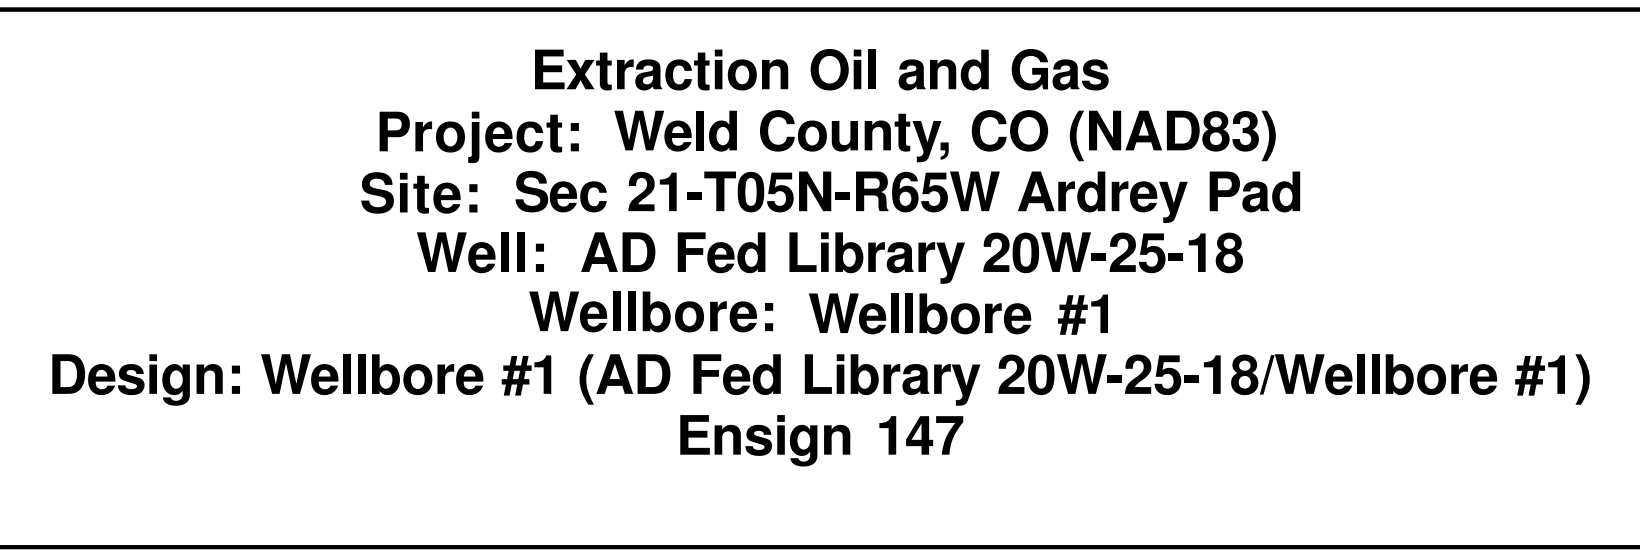 Extraction Oil and Gas
Project: Weld County, CO (NAD83)
Site: Sec 21-T05N-R65W Ardrey Pad
Well: AD Fed Library 20W-25-18
Wellbore: Wellbore #1
Design: Wellbore #1 (AD Fed Library 20W-25-18/Wellbore #1)
Ensign 147